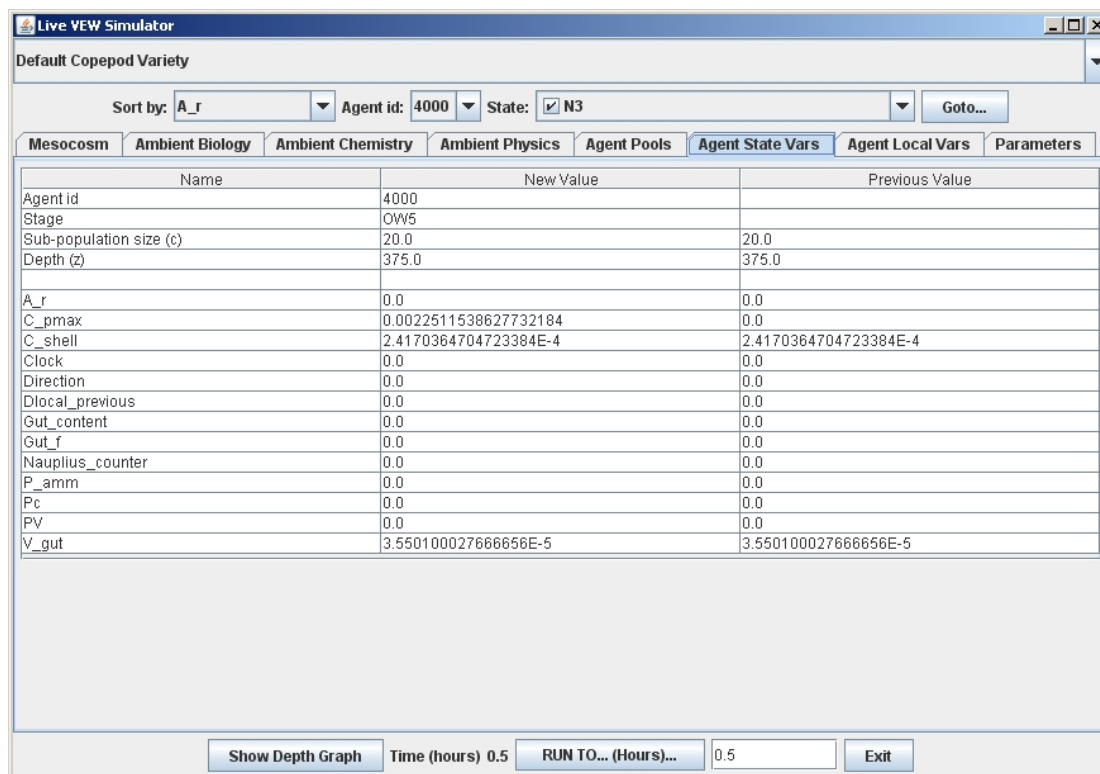 Live VEW Simulator
Default Copepod Variety
Sort by: A_r Agent id: 4000 State: N3 Goto...
Mesocosm Ambient Biology Ambient Chemistry Ambient Physics Agent Pools Agent State Vars Agent Local Vars Parameters
Name New Value Previous Value
Agent id 4000
Stage OW5
Sub-population size (c) 20.0 20.0
Depth (z) 375.0 375.0
A_r 0.0 0.0
C_pmax 0.0022511538627732184 0.0
C_shell 2.4170364704723384E-4 2.4170364704723384E-4
Clock 0.0 0.0
Direction 0.0 0.0
Dlocal_previous 0.0 0.0
Gut_content 0.0 0.0
Gut_f 0.0 0.0
Nauplius_counter 0.0 0.0
P_amm 0.0 0.0
Pc 0.0 0.0
PV 0.0 0.0
V_gut 3.550100027666656E-5 3.550100027666656E-5
Show Depth Graph Time (hours) 0.5 RUN TO... (Hours)... 0.5 Exit